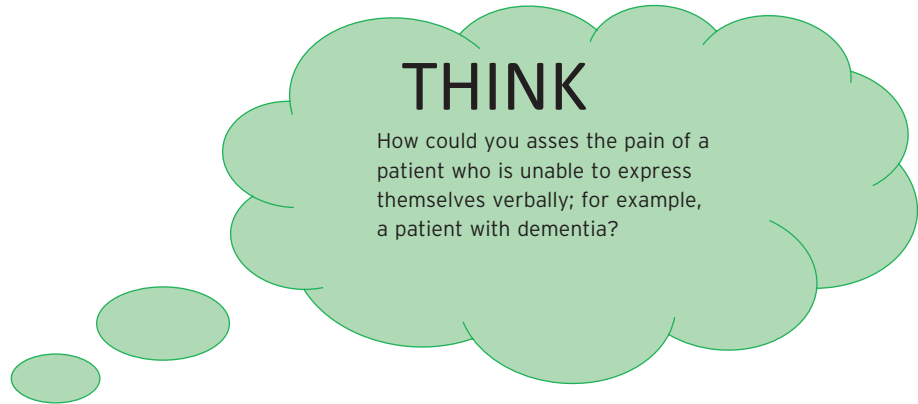 THINK
How could you asses the pain of a
patient who is unable to express
themselves verbally; for example,
a patient with dementia?